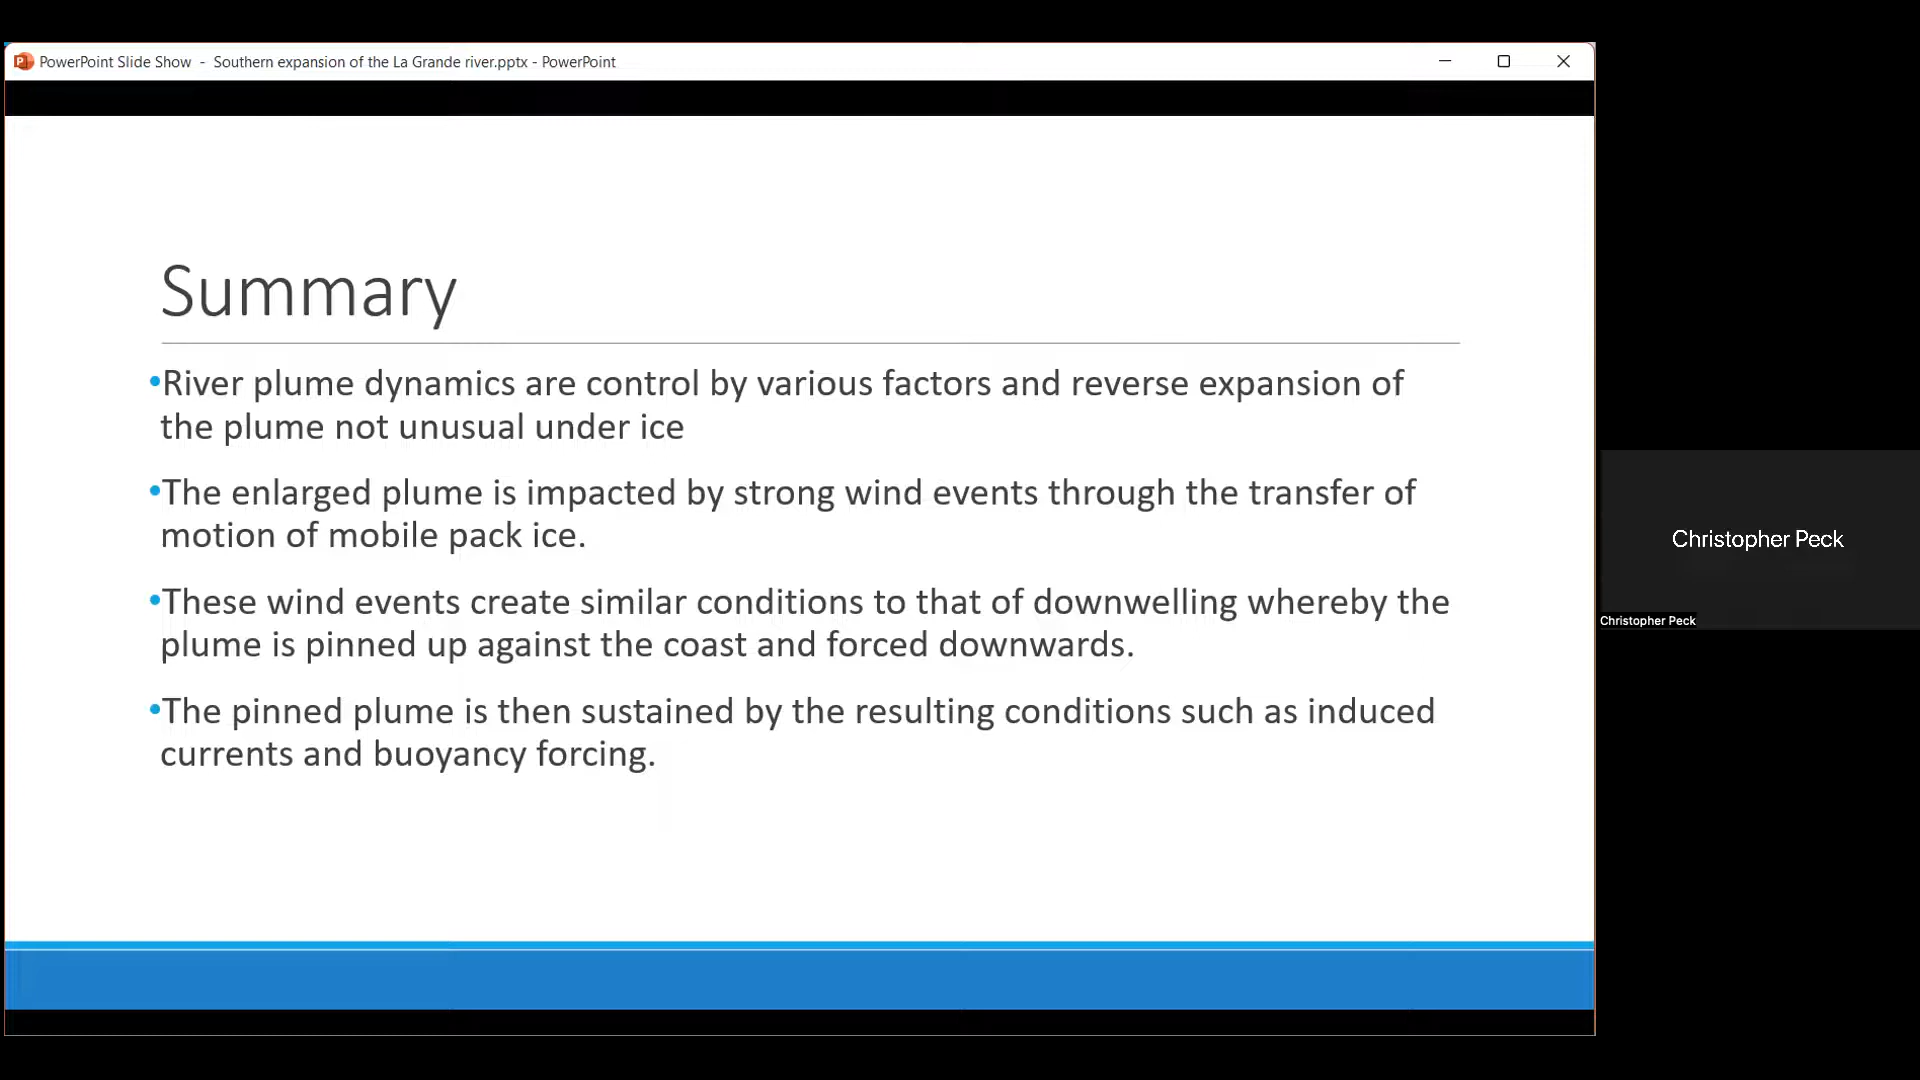 PowerPoint Slide Show - Southern expansion of the La Grande river.pptx - PowerPoint
Summary
•River plume dynamics are control by various factors and reverse expansion of
the plume not unusual under ice
•The enlarged plume is impacted by strong wind events through the transfer of
motion of mobile pack ice.
•These wind events create similar conditions to that of downwelling whereby the
plume is pinned up against the coast and forced downwards.
•The pinned plume is then sustained by the resulting conditions such as induced
currents and buoyancy forcing.
Christopher Peck
Christopher Peck